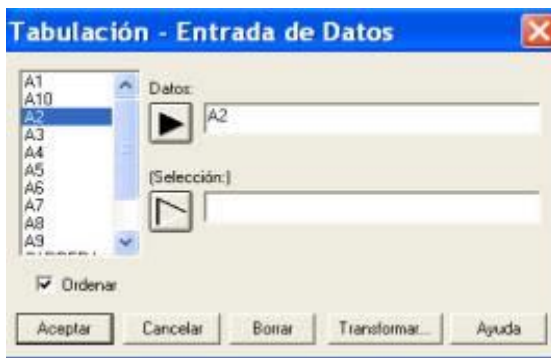 Tabulación - Entrada de Datos
A1
A10
A2
A3
A4
A5
A6
A7
A8
A9
Datos:
A2
(Selección:)
Ordenar
Aceptar
Cancelar
Borrar
Transformar...
Ayuda